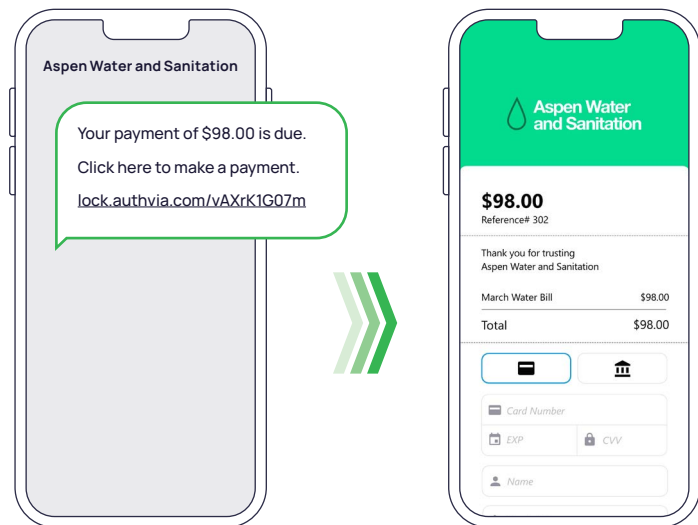 Aspen Water and Sanitation
Your payment of $98.00 is due.
Click here to make a payment.
lock.authvia.com/vAXrK1G07m
Aspen Water
and Sanitation
$98.00
Reference# 302
Thank you for trusting
Aspen Water and Sanitation
March Water Bill $98.00
Total $98.00
Card Number
EXP CVV
Name